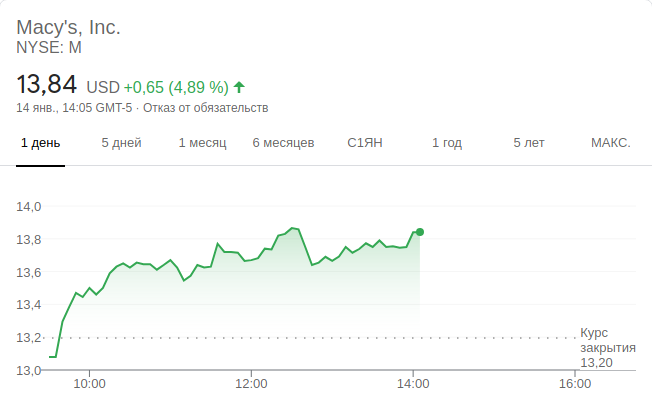 Macy's, Inc.
NYSE: M
13,84 USD +0,65 (4,89 %)
14 янв., 14:05 GMT-5 · Отказ от обязательств
1 день 5 дней 1 месяц 6 месяцев С1ЯН 1 год 5 лет МАКС.
14,0
13,8
13,6
13,4
13,2
13,0
Курс
закрытия
13,20
10:00 12:00 14:00 16:00